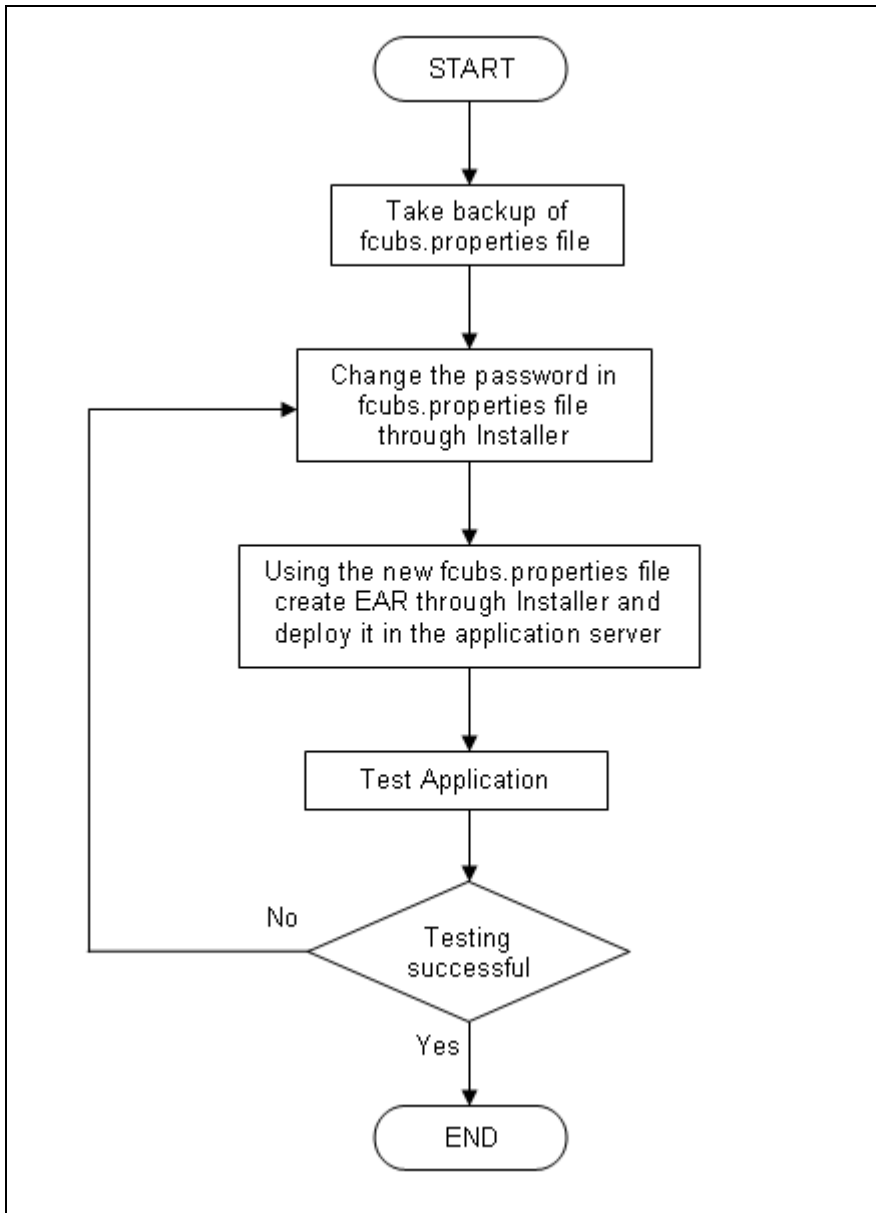 START
Take backup of
fcubs.properties file
Change the password in
fcubs.properties file
through Installer
Using the new fcubs.properties file
create EAR through Installer and
deploy it in the application server
Test Application
No
Testing
successful
Yes
END